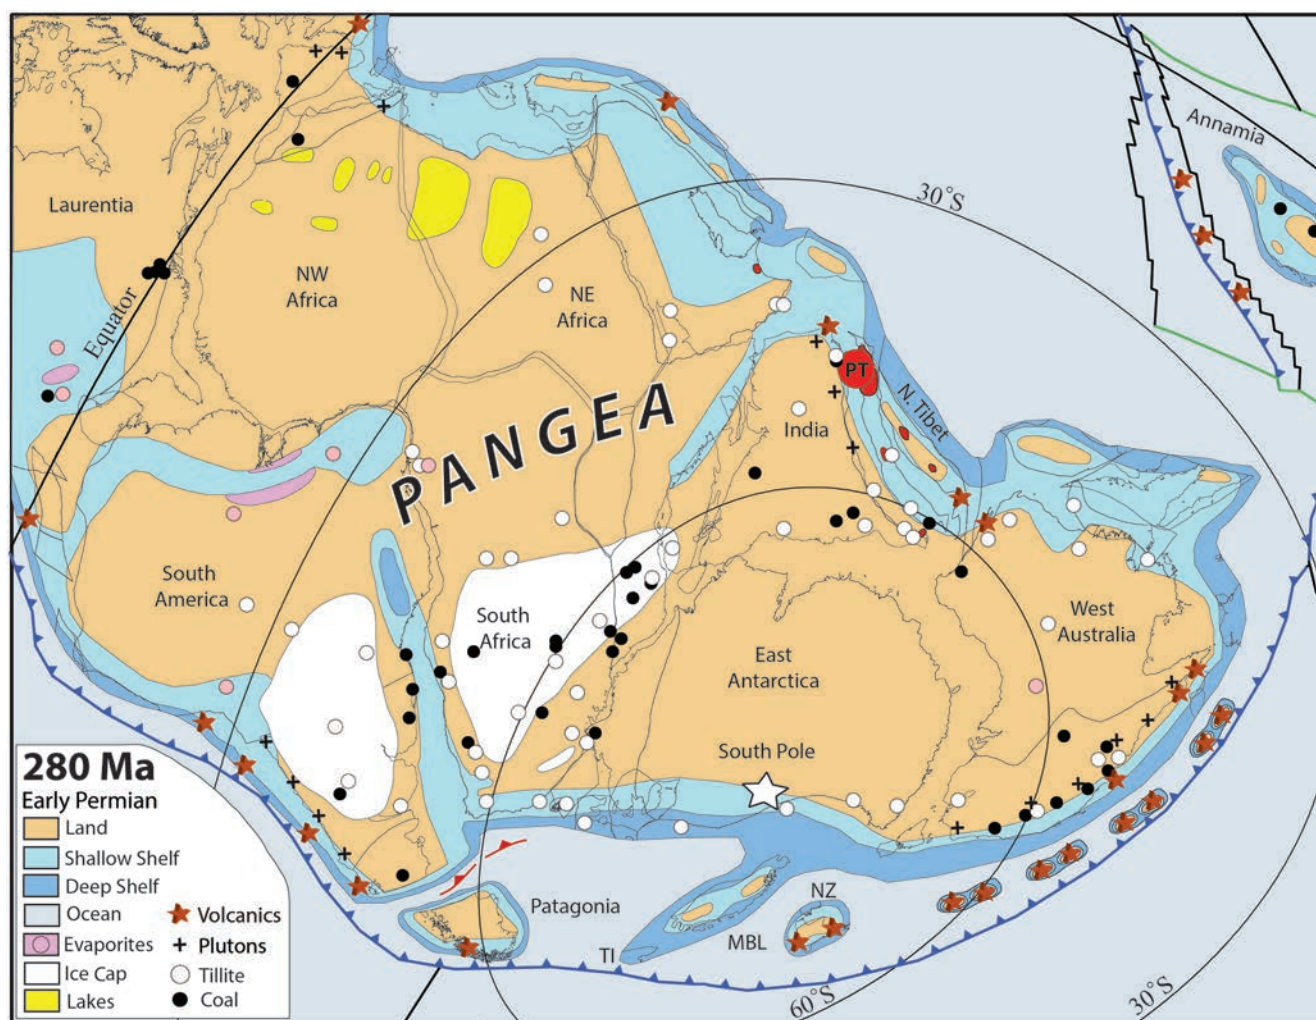 Annamia
30°S
Laurentia
NW
Africa
NE
Africa
Equator
PANGEA
PT
N. Tibet
India
South
America
South
Africa
West
Australia
East
Antarctica
South Pole
280 Ma
Early Permian
Land
Shallow Shelf
Deep Shelf
Ocean
Evaporites
Ice Cap
Lakes
Volcanics
Plutons
Tillite
Coal
Patagonia
NZ
MBL
TI
60°S
30°S